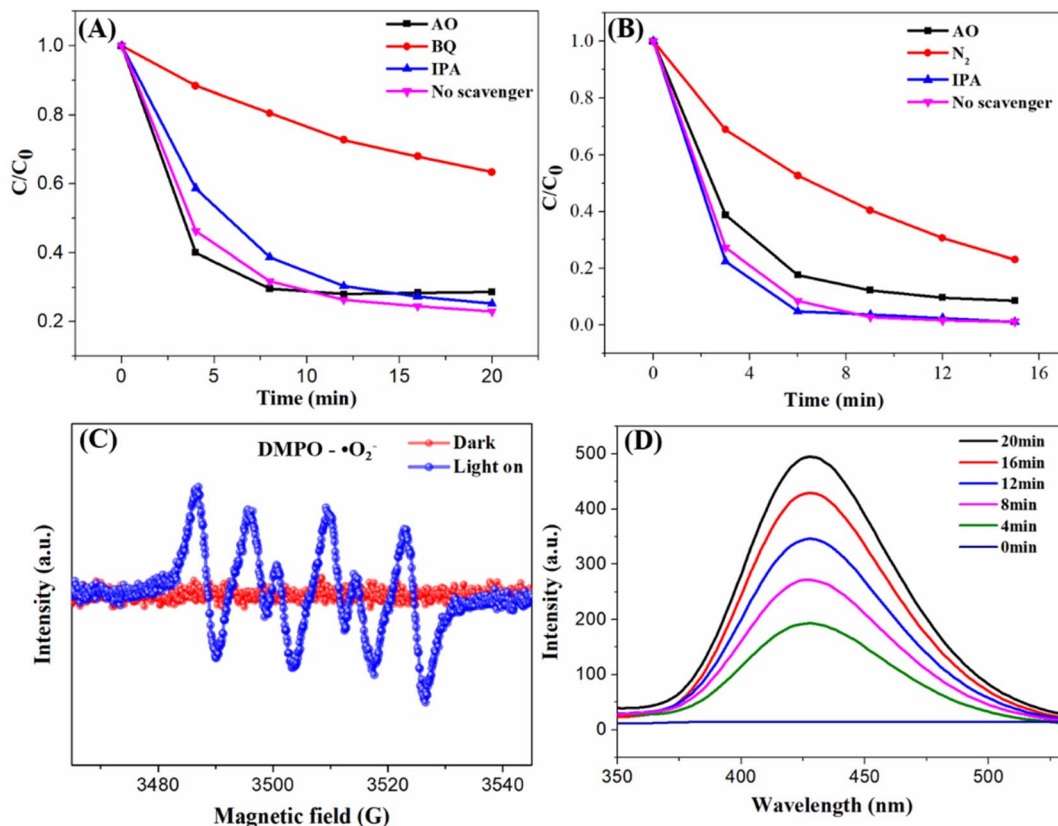 (A)
AO
BQ
IPA
No scavenger
1.0
0.8
0.6
0.4
0.2
C/C₀
0 5 10 15 20
Time (min)
(B)
AO
N₂
IPA
No scavenger
1.0
0.8
0.6
0.4
0.2
0.0
C/C₀
0 3 6 9 12 16
Time (min)
(C)
DMPO - •O₂⁻
Dark
Light on
Intensity (a.u.)
3480 3500 3520 3540
Magnetic field (G)
(D)
20min
16min
12min
8min
4min
0min
500
400
300
200
100
0
Intensity (a.u.)
350 400 450 500
Wavelength (nm)